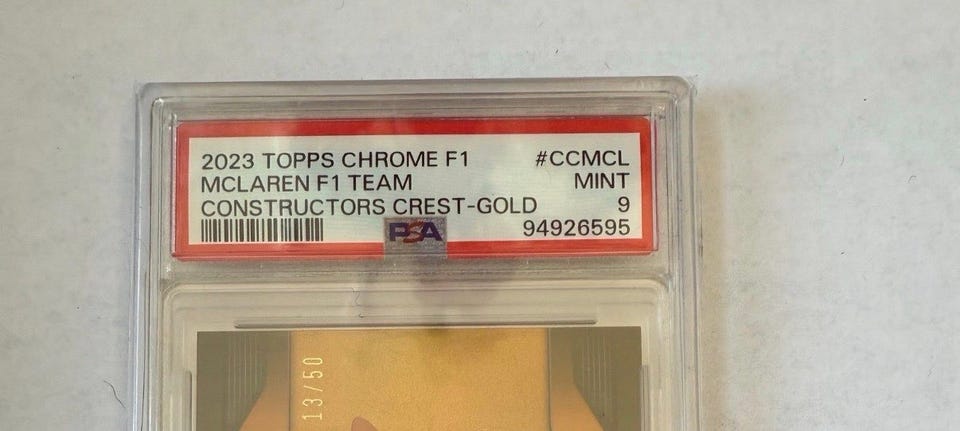 2023 TOPPS CHROME F1 #CCMCL
MCLAREN F1 TEAM MINT
CONSTRUCTORS CREST-GOLD 9
PSA 94926595
13/50